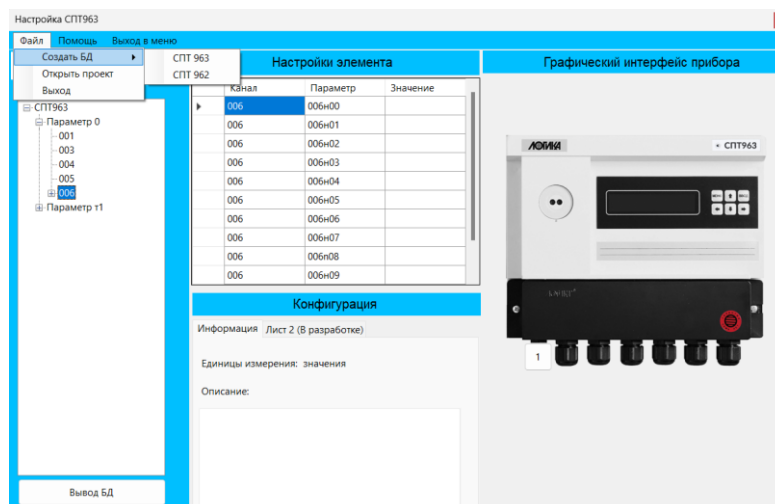 Настройка СПТ963
Файл Помощь Выход в меню
Создать БД
Открыть проект
Выход
СПТ 963
СПТ 962
Настройки элемента
Графический интерфейс прибора
СПТ963
Параметр 0
001
003
004
005
006
Параметр т1
Канал Параметр Значение
006 006н00
006 006н01
006 006н02
006 006н03
006 006н04
006 006н05
006 006н06
006 006н07
006 006н08
006 006н09
Конфигурация
Информация Лист 2 (В разработке)
Единицы измерения: значения
Описание:
Вывод БД
ЛОГИКА
СПТ963
1